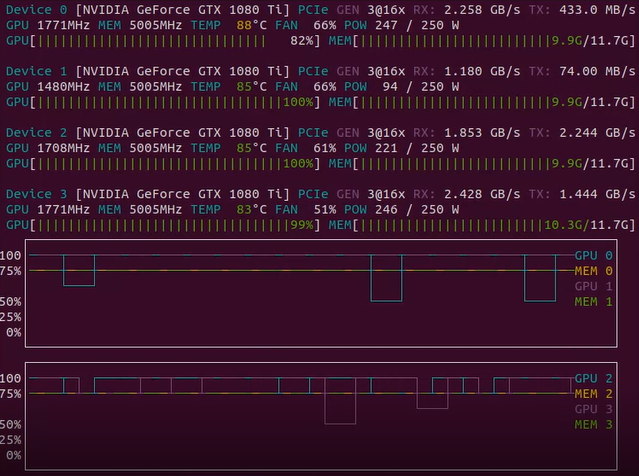 Device 0 [NVIDIA GeForce GTX 1080 Ti] PCIe GEN 3@16x RX: 2.258 GB/s TX: 433.0 MB/s
GPU 1771MHz MEM 5005MHz TEMP 88°C FAN 66% POW 247 / 250 W
GPU[||||||||||||||||||||||||||||| 82%] MEM[|||||||||||||||||||||||||9.9G/11.7G]
Device 1 [NVIDIA GeForce GTX 1080 Ti] PCIe GEN 3@16x RX: 1.180 GB/s TX: 74.00 MB/s
GPU 1480MHz MEM 5005MHz TEMP 85°C FAN 66% POW 94 / 250 W
GPU[||||||||||||||||||||||||||||||||100%] MEM[|||||||||||||||||||||||||9.9G/11.7G]
Device 2 [NVIDIA GeForce GTX 1080 Ti] PCIe GEN 3@16x RX: 1.853 GB/s TX: 2.244 GB/s
GPU 1708MHz MEM 5005MHz TEMP 85°C FAN 61% POW 221 / 250 W
GPU[||||||||||||||||||||||||||||||||100%] MEM[|||||||||||||||||||||||||9.9G/11.7G]
Device 3 [NVIDIA GeForce GTX 1080 Ti] PCIe GEN 3@16x RX: 2.428 GB/s TX: 1.444 GB/s
GPU 1771MHz MEM 5005MHz TEMP 83°C FAN 51% POW 246 / 250 W
GPU[|||||||||||||||||||||||||||||||||99%] MEM[||||||||||||||||||||||||10.3G/11.7G]
100 GPU 0
75% MEM 0
GPU 1
50% MEM 1
25%
0%
100 GPU 2
75% MEM 2
GPU 3
50% MEM 3
25%
0%